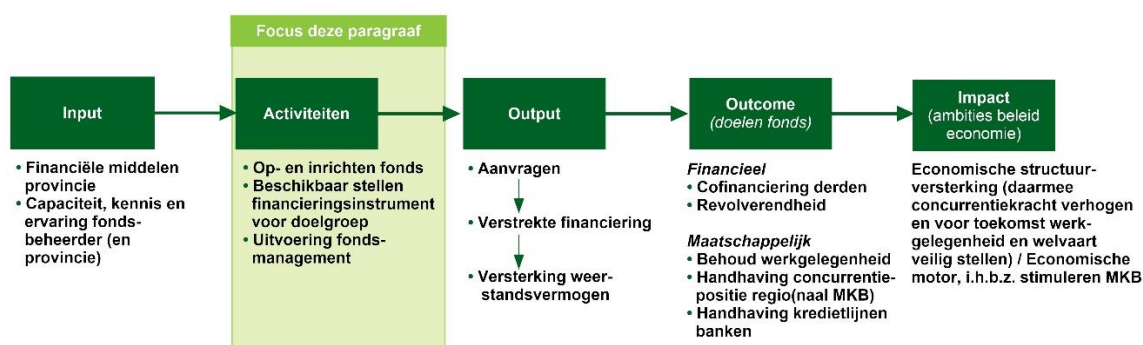 Focus deze paragraaf
Input
• Financiële middelen
provincie
• Capaciteit, kennis en
ervaring fonds-
beheerder (en
provincie)
Activiteiten
• Op- en inrichten fonds
• Beschikbaar stellen
financieringsinstrument
voor doelgroep
• Uitvoering fonds-
management
Output
• Aanvragen
• Verstrekte financiering
• Versterking weer-
standsvermogen
Outcome
(doelen fonds)
Financieel
• Cofinanciering derden
• Revolverendheid
Maatschappelijk
• Behoud werkgelegenheid
• Handhaving concurrentie-
positie regio(naal MKB)
• Handhaving kredietlijnen
banken
Impact
(ambities beleid
economie)
Economische structuur-
versterking (daarmee
concurrentiekracht verhogen
en voor toekomst werk-
gelegenheid en welvaart
veilig stellen) / Economische
motor, i.h.b.z. stimuleren MKB